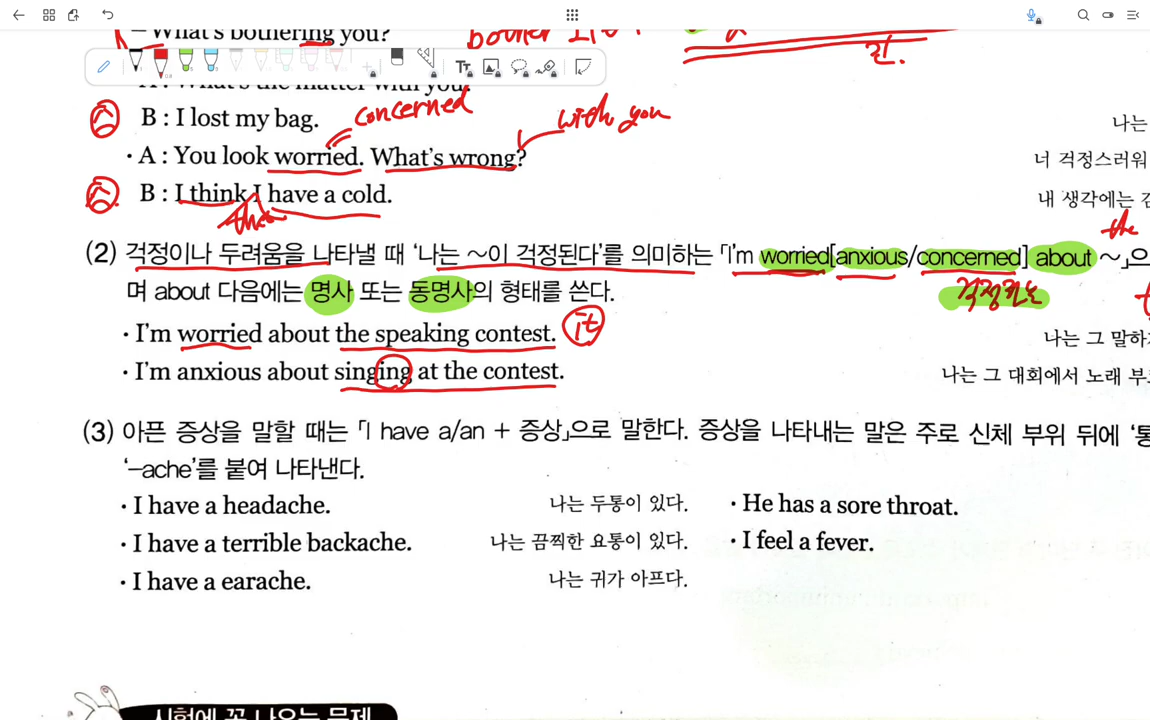 – What's bothering you?
bother
A : What's the matter with you?
concerned
with you
B : I lost my bag.
나는
· A : You look worried. What's wrong?
너 걱정스러워
B : I think I have a cold.
내 생각에는 감
that
the
(2) 걱정이나 두려움을 나타낼 때 '나는 ~이 걱정된다'를 의미하는 「I'm worried[anxious/concerned] about ~」으
며 about 다음에는 명사 또는 동명사의 형태를 쓴다.
· I'm worried about the speaking contest. it
나는 그 말하기
· I'm anxious about singing at the contest.
나는 그 대회에서 노래 부르
(3) 아픈 증상을 말할 때는 「I have a/an + 증상」으로 말한다. 증상을 나타내는 말은 주로 신체 부위 뒤에 '통
'-ache'를 붙여 나타낸다.
· I have a headache. 나는 두통이 있다. · He has a sore throat.
· I have a terrible backache. 나는 끔찍한 요통이 있다. · I feel a fever.
· I have a earache. 나는 귀가 아프다.
시험에 꼭 나오는 문제